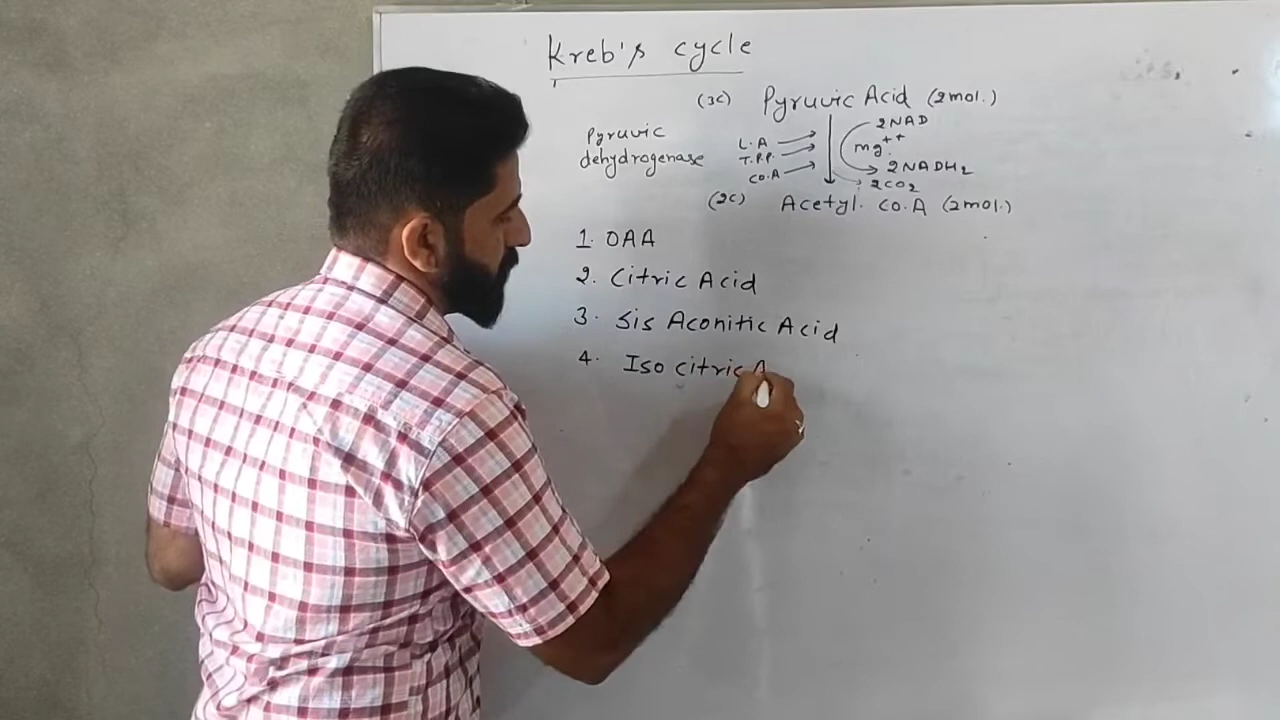 Kreb's cycle
(3C) Pyruvic Acid (2mol.)
2NAD
Pyruvic
dehydrogenase
L.A
T.P.P.
CO.A
mg++
2NADH2
2CO2
(2C) Acetyl. CO.A (2mol.)
1. OAA
2. Citric Acid
3. Sis Aconitic Acid
4. Iso citric A